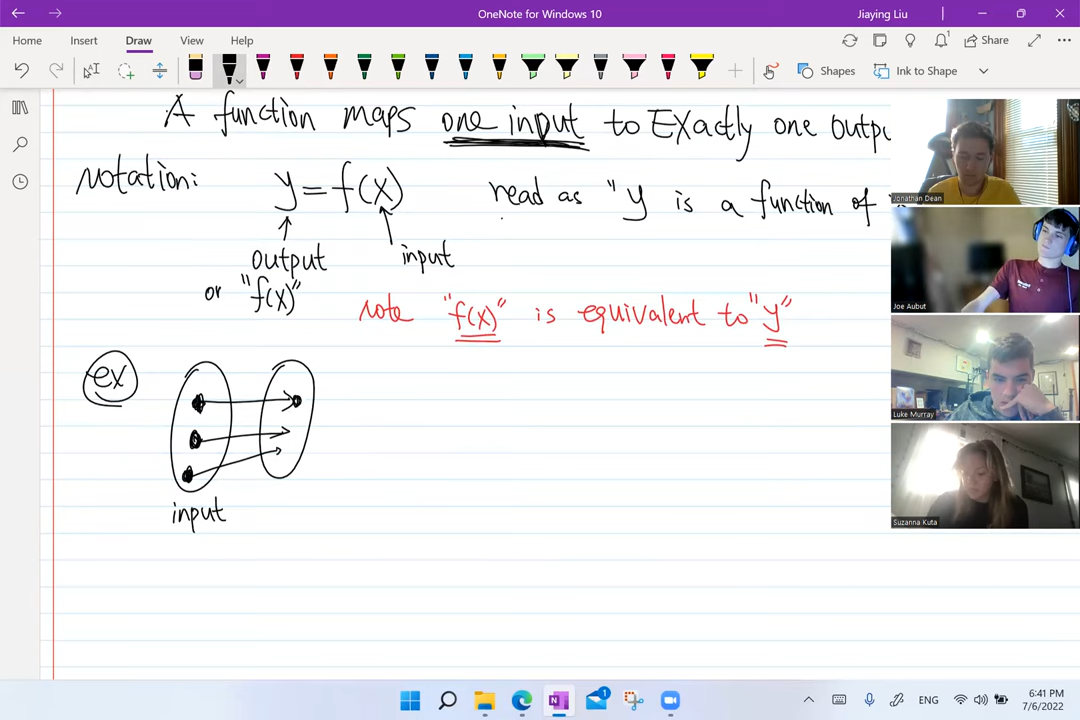 OneNote for Windows 10
Jiaying Liu
Home Insert Draw View Help
Share
Shapes
Ink to Shape
A function maps one input to EXactly one outpu
Notation: y = f(x) read as "y is a function of
output input
or "f(x)"
Note "f(x)" is equivalent to "y"
ex
input
Jonathan Dean
Joe Aubut
Luke Murray
Suzanna Kuta
1
ENG
6:41 PM
7/6/2022